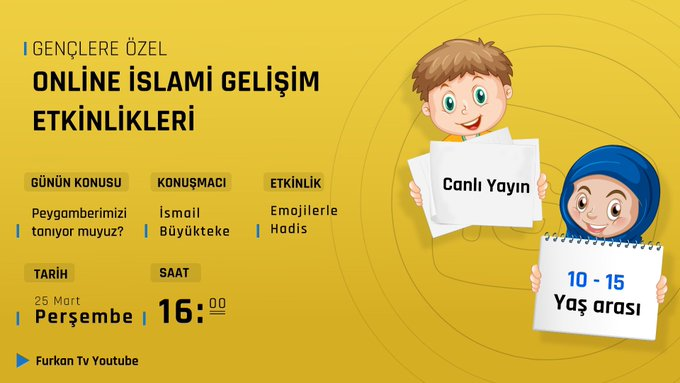 GENÇLERE ÖZEL
ONLINE İSLAMİ GELİŞİM
ETKİNLİKLERİ
GÜNÜN KONUSU
Peygamberimizi
tanıyor muyuz?
KONUŞMACI
İsmail
Büyükteke
ETKİNLİK
Emojilerle
Hadis
TARİH
25 Mart
Perşembe
SAAT
16:00
Furkan Tv Youtube
Canlı Yayın
10 - 15
Yaş arası